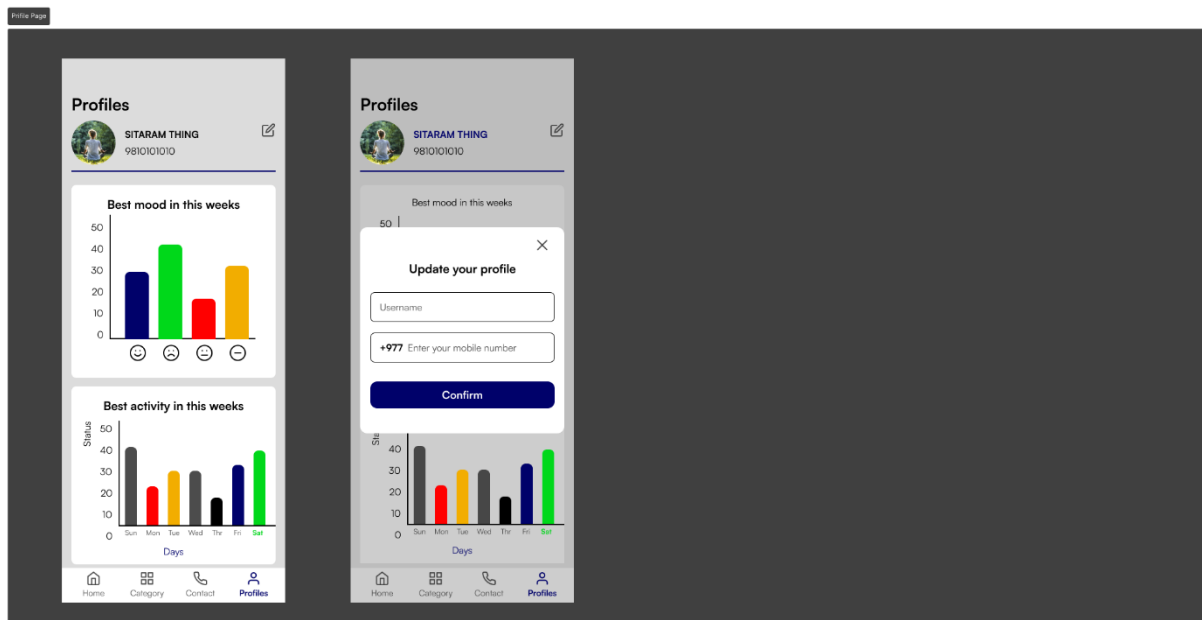 Prifile Page
Profiles
SITARAM THING
9810101010
Best mood in this weeks
50
40
30
20
10
0
Best activity in this weeks
Status
50
40
30
20
10
0
Sun Mon Tue Wed Thr Fri Sat
Days
Home Category Contact Profiles
Profiles
SITARAM THING
9810101010
Best mood in this weeks
50
Update your profile
Username
+977 Enter your mobile number
Confirm
Sta
40
30
20
10
0
Sun Mon Tue Wed Thr Fri Sat
Days
Home Category Contact Profiles